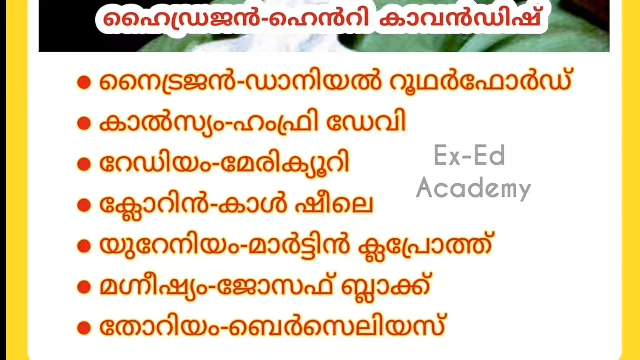 ഹൈഡ്രജൻ-ഹെൻറി കാവൻഡിഷ്
● നൈട്രജൻ-ഡാനിയൽ റൂഥർഫോർഡ്
● കാൽസ്യം-ഹംഫ്രി ഡേവി
● റേഡിയം-മേരിക്യൂറി
● ക്ലോറിൻ-കാൾ ഷീലെ
● യുറേനിയം-മാർട്ടിൻ ക്ലപ്രോത്ത്
● മഗ്നീഷ്യം-ജോസഫ് ബ്ലാക്ക്
● തോറിയം-ബെർസെലിയസ്
Ex-Ed
Academy